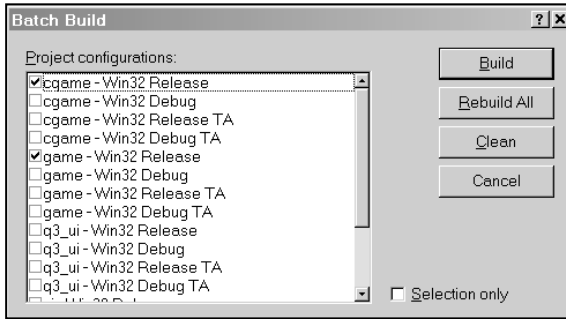 Batch Build
Project configurations:
cgame - Win32 Release
cgame - Win32 Debug
cgame - Win32 Release TA
cgame - Win32 Debug TA
game - Win32 Release
game - Win32 Debug
game - Win32 Release TA
game - Win32 Debug TA
q3_ui - Win32 Release
q3_ui - Win32 Debug
q3_ui - Win32 Release TA
q3_ui - Win32 Debug TA
Build
Rebuild All
Clean
Cancel
Selection only